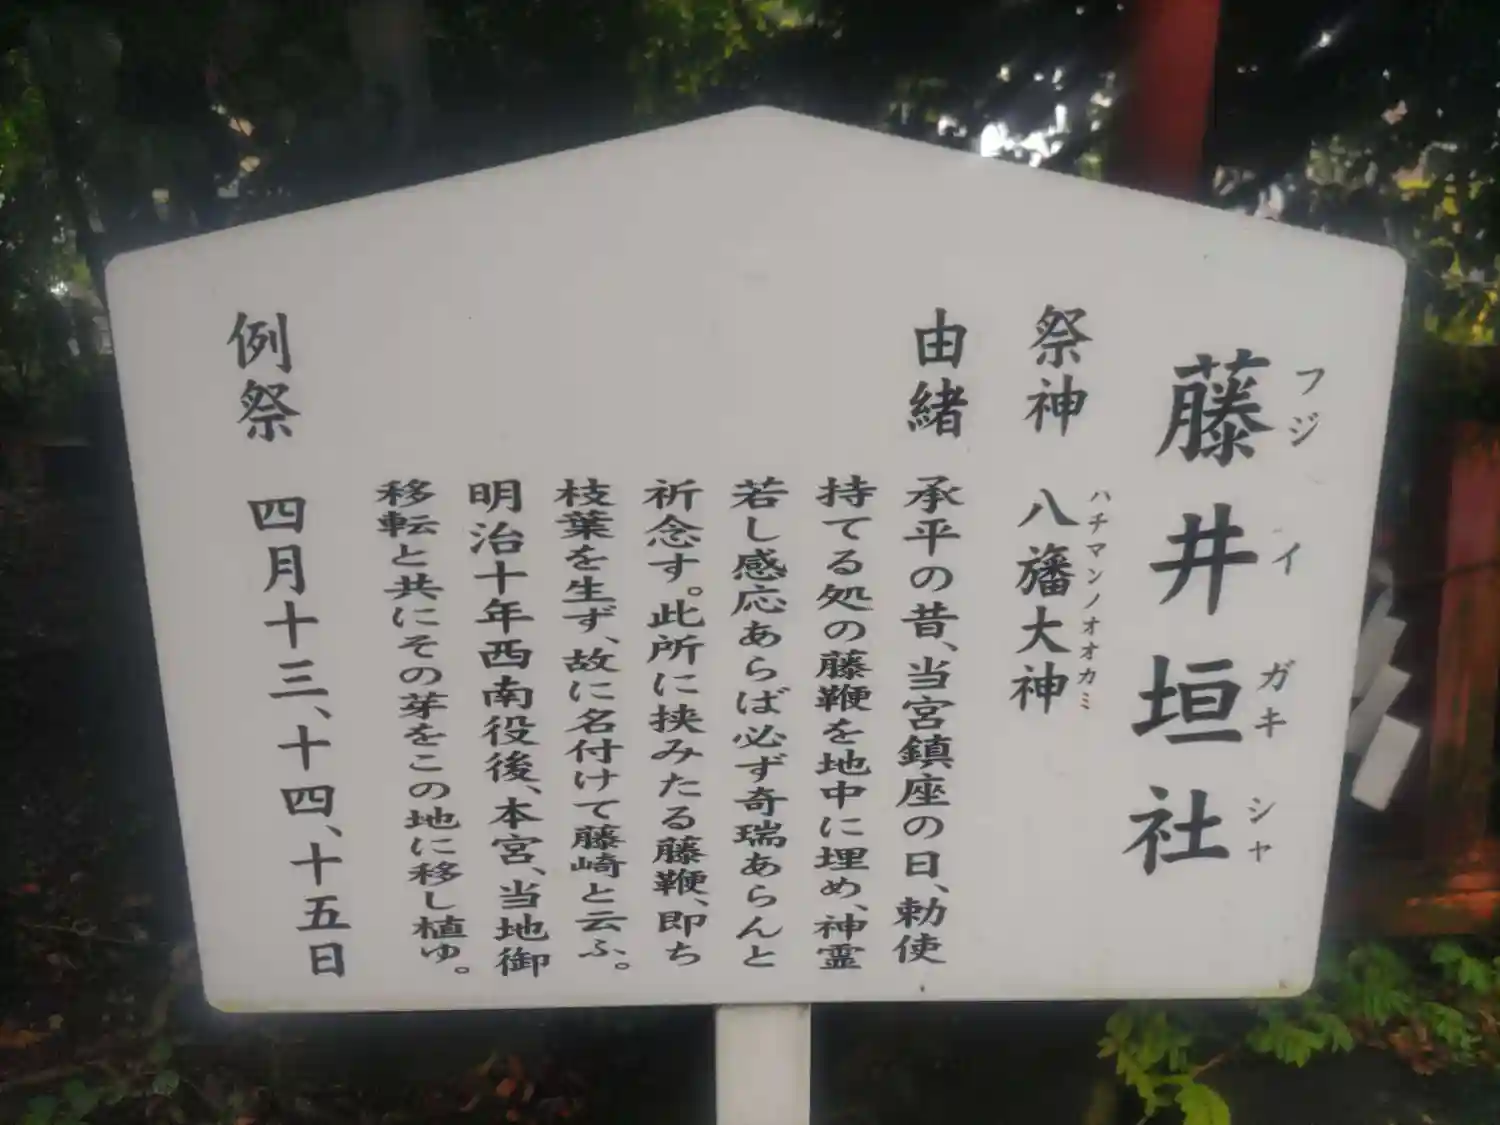 藤井垣社
フジイガキシヤ
祭神 八旛大神
ハチマンノオオカミ
由緒 承平の昔、当宮鎮座の日、勅使
持てる処の藤鞭を地中に埋め、神霊
若し感応あらば必ず奇瑞あらんと
祈念す。此所に挟みたる藤鞭、即ち
枝葉を生ず、故に名付けて藤崎と云ふ。
明治十年西南役後、本宮、当地御
移転と共にその芽をこの地に移し植ゆ。
例祭 四月十三、十四、十五日